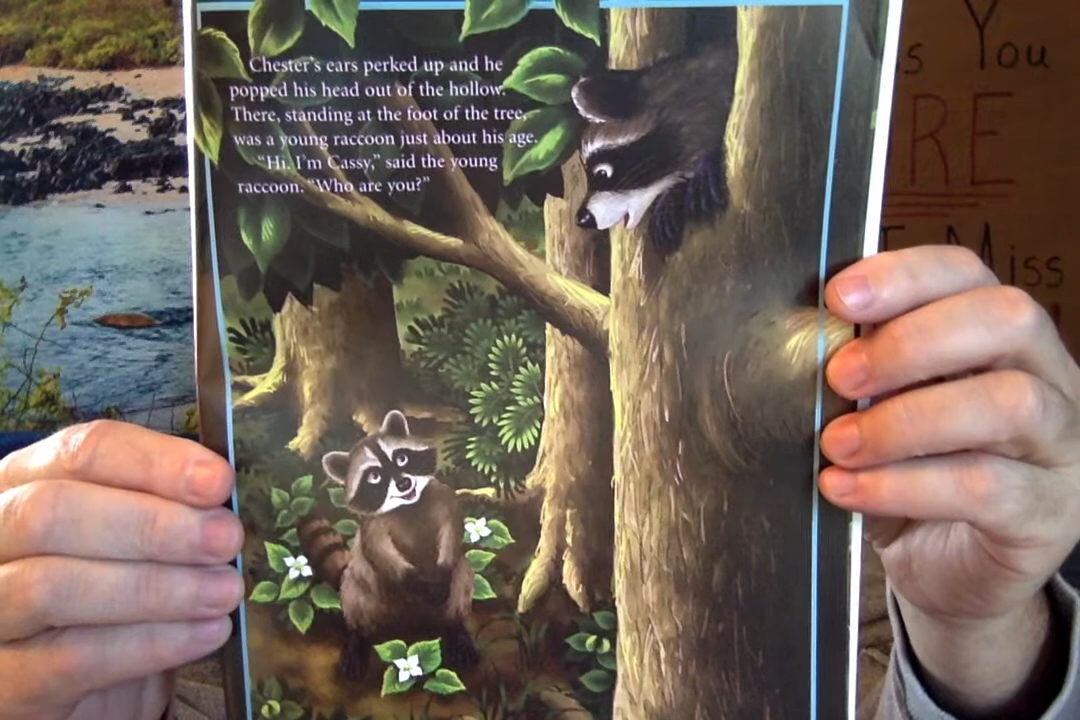 Chester's ears perked up and he
popped his head out of the hollow.
There, standing at the foot of the tree,
was a young raccoon just about his age.
"Hi. I'm Cassy," said the young
raccoon. "Who are you?"
You
RE
Miss